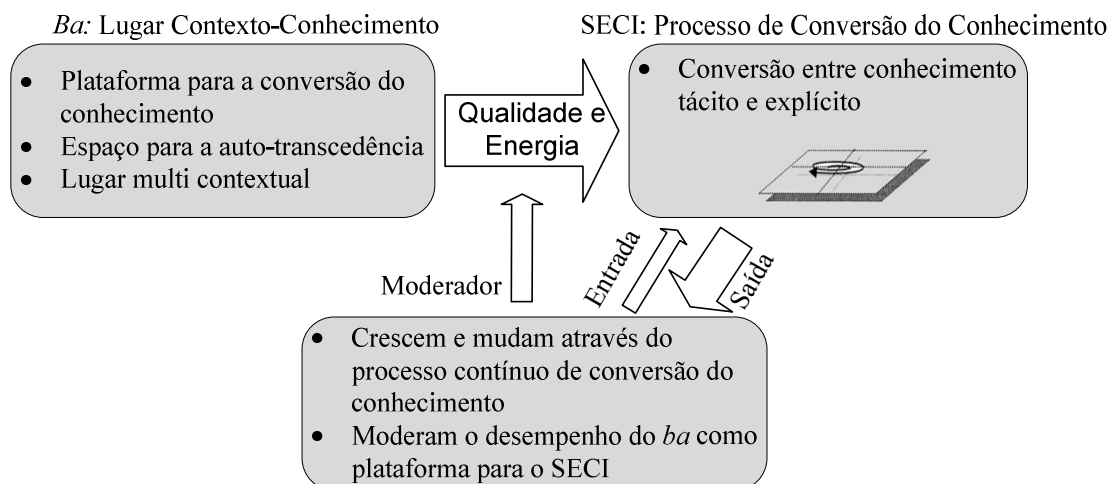 Ba: Lugar Contexto-Conhecimento
• Plataforma para a conversão do
conhecimento
• Espaço para a auto-transcedência
• Lugar multi contextual
Qualidade e
Energia
SECI: Processo de Conversão do Conhecimento
• Conversão entre conhecimento
tácito e explícito
Moderador
Entrada
Saída
• Crescem e mudam através do
processo contínuo de conversão do
conhecimento
• Moderam o desempenho do ba como
plataforma para o SECI